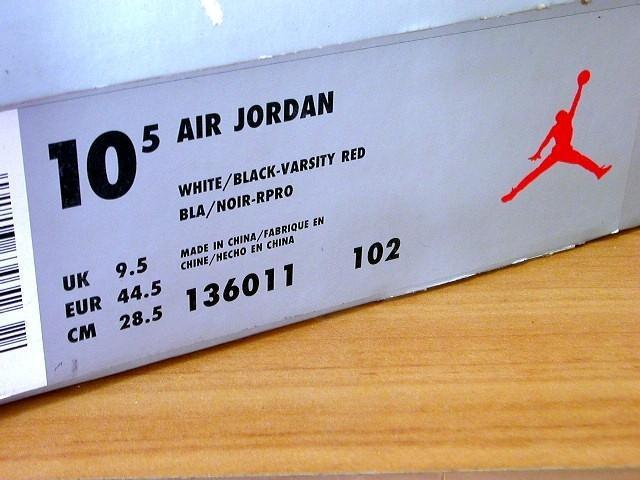 10 5 AIR JORDAN
WHITE/BLACK-VARSITY RED
BLA/NOIR-RPRO
MADE IN CHINA/FABRIQUE EN
CHINE/HECHO EN CHINA
UK 9.5
EUR 44.5
CM 28.5
136011 102